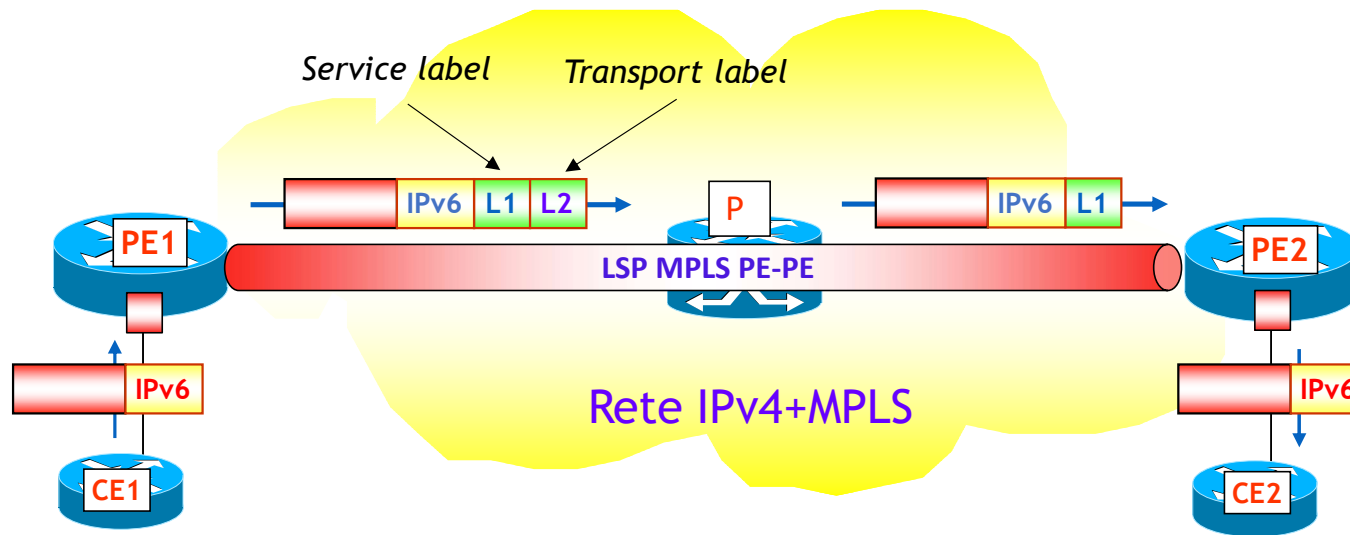 Service label
Transport label
IPv6 L1 L2
P
IPv6 L1
PE1
LSP MPLS PE-PE
PE2
IPv6
Rete IPv4+MPLS
IPv6
CE1
CE2